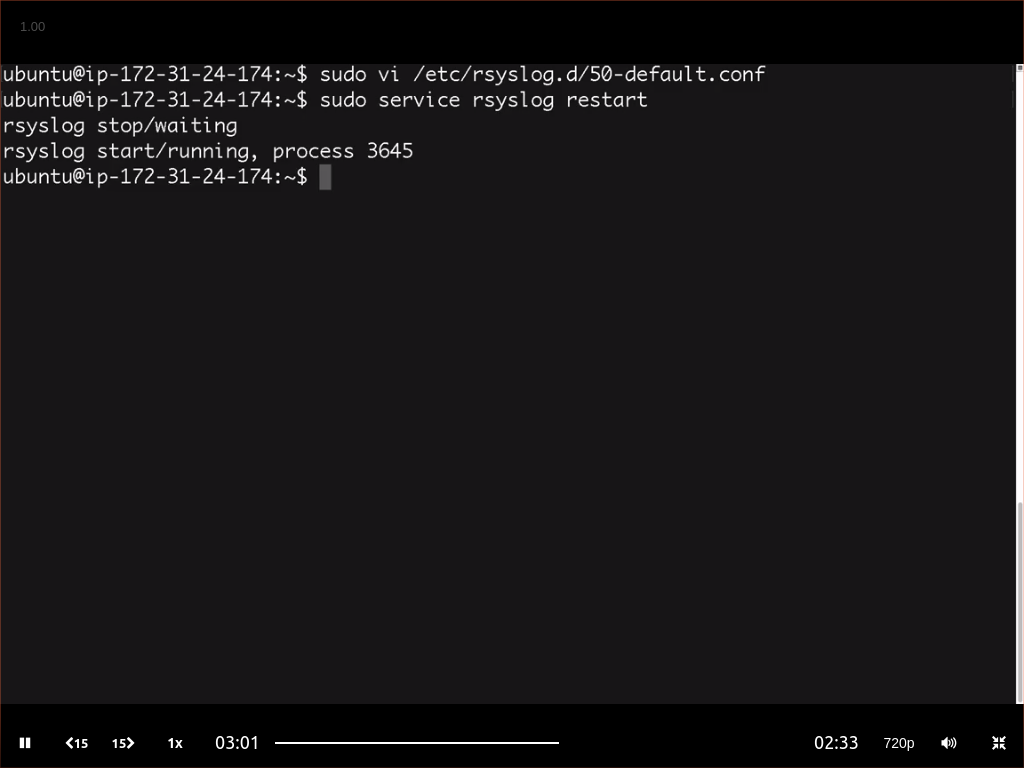 1.00
ubuntu@ip-172-31-24-174:~$ sudo vi /etc/rsyslog.d/50-default.conf
ubuntu@ip-172-31-24-174:~$ sudo service rsyslog restart
rsyslog stop/waiting
rsyslog start/running, process 3645
ubuntu@ip-172-31-24-174:~$
15 15 1x 03:01 02:33 720p